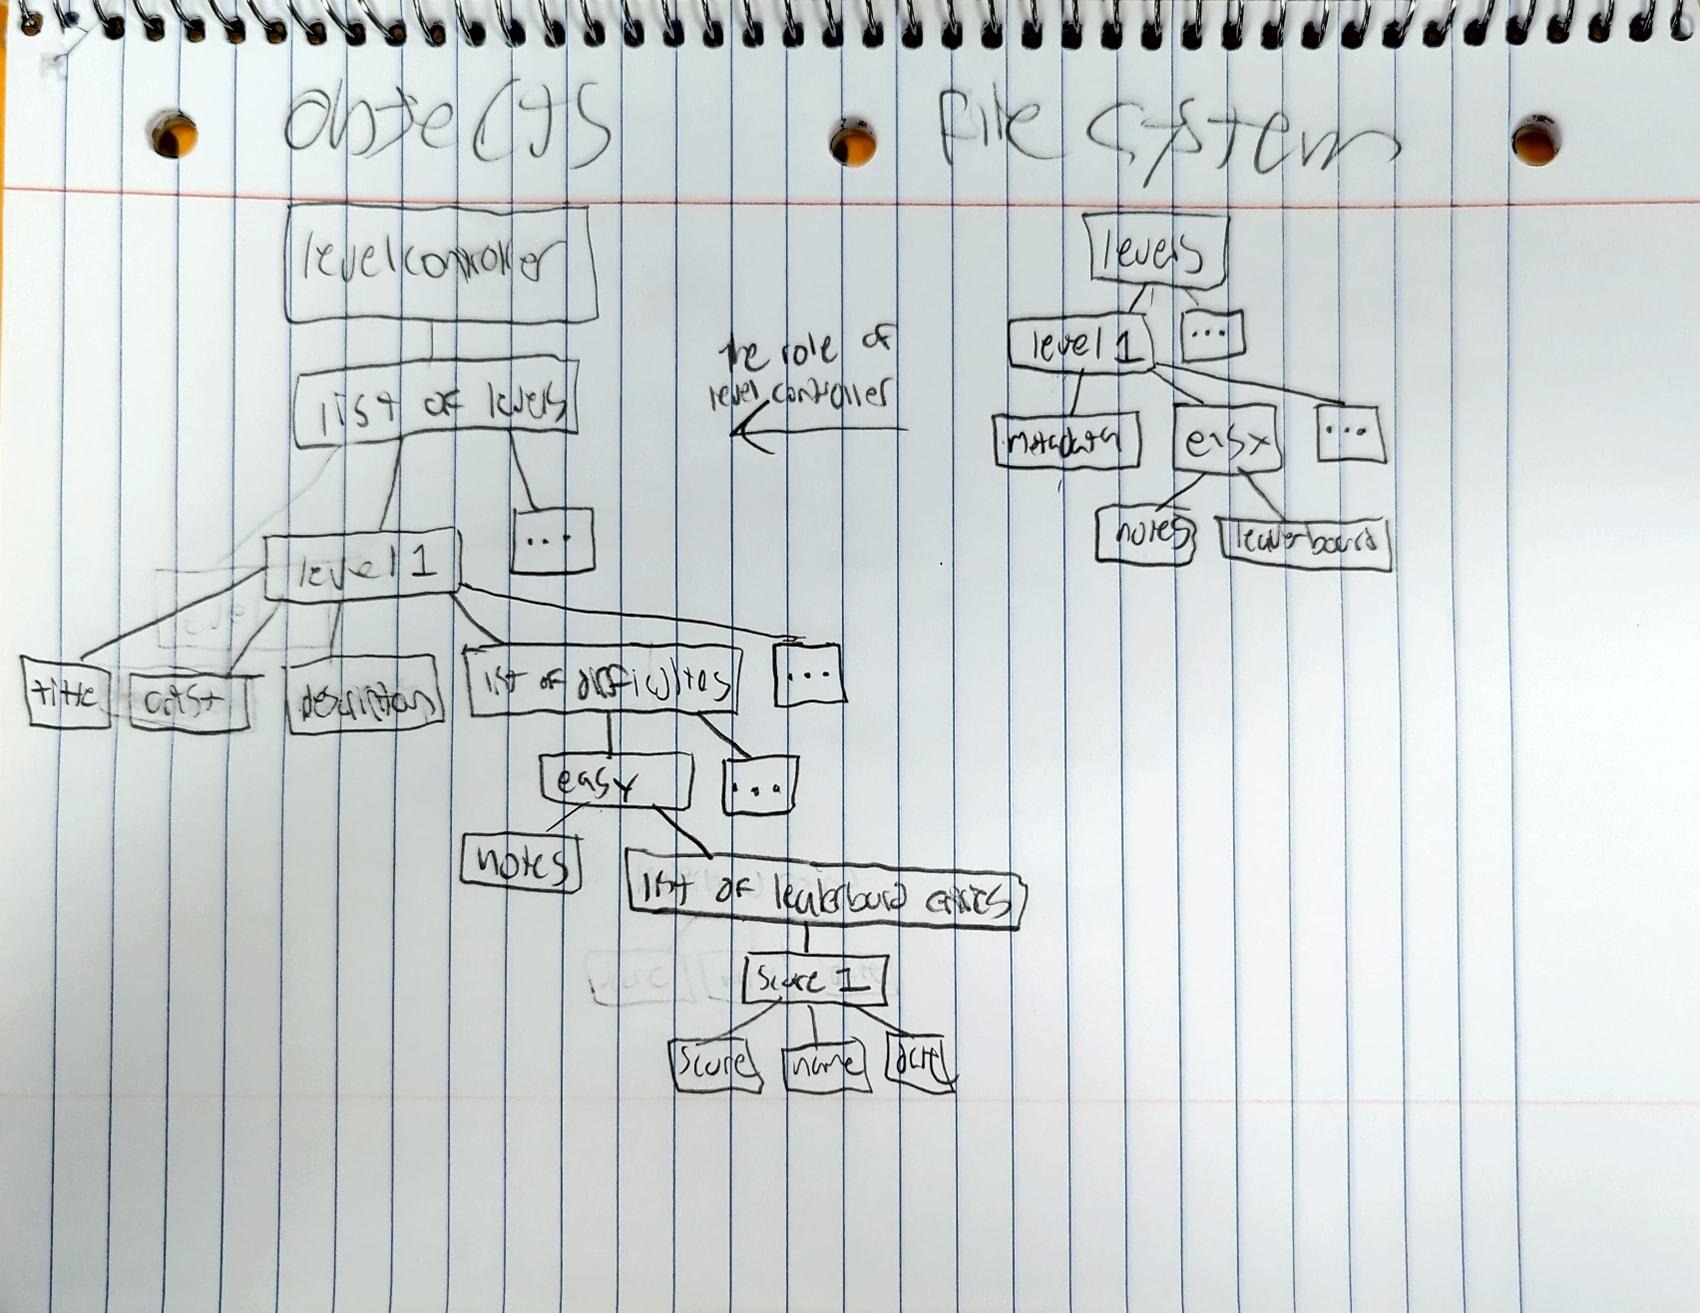 objects
file system
levelcontroller
list of levels
level 1
...
title
artist
description
list of difficulties
...
easy
...
notes
list of leaderboard entries
score 1
score
name
date
the role of
level controller
levels
level 1
...
metadata
easy
...
notes
leaderboard